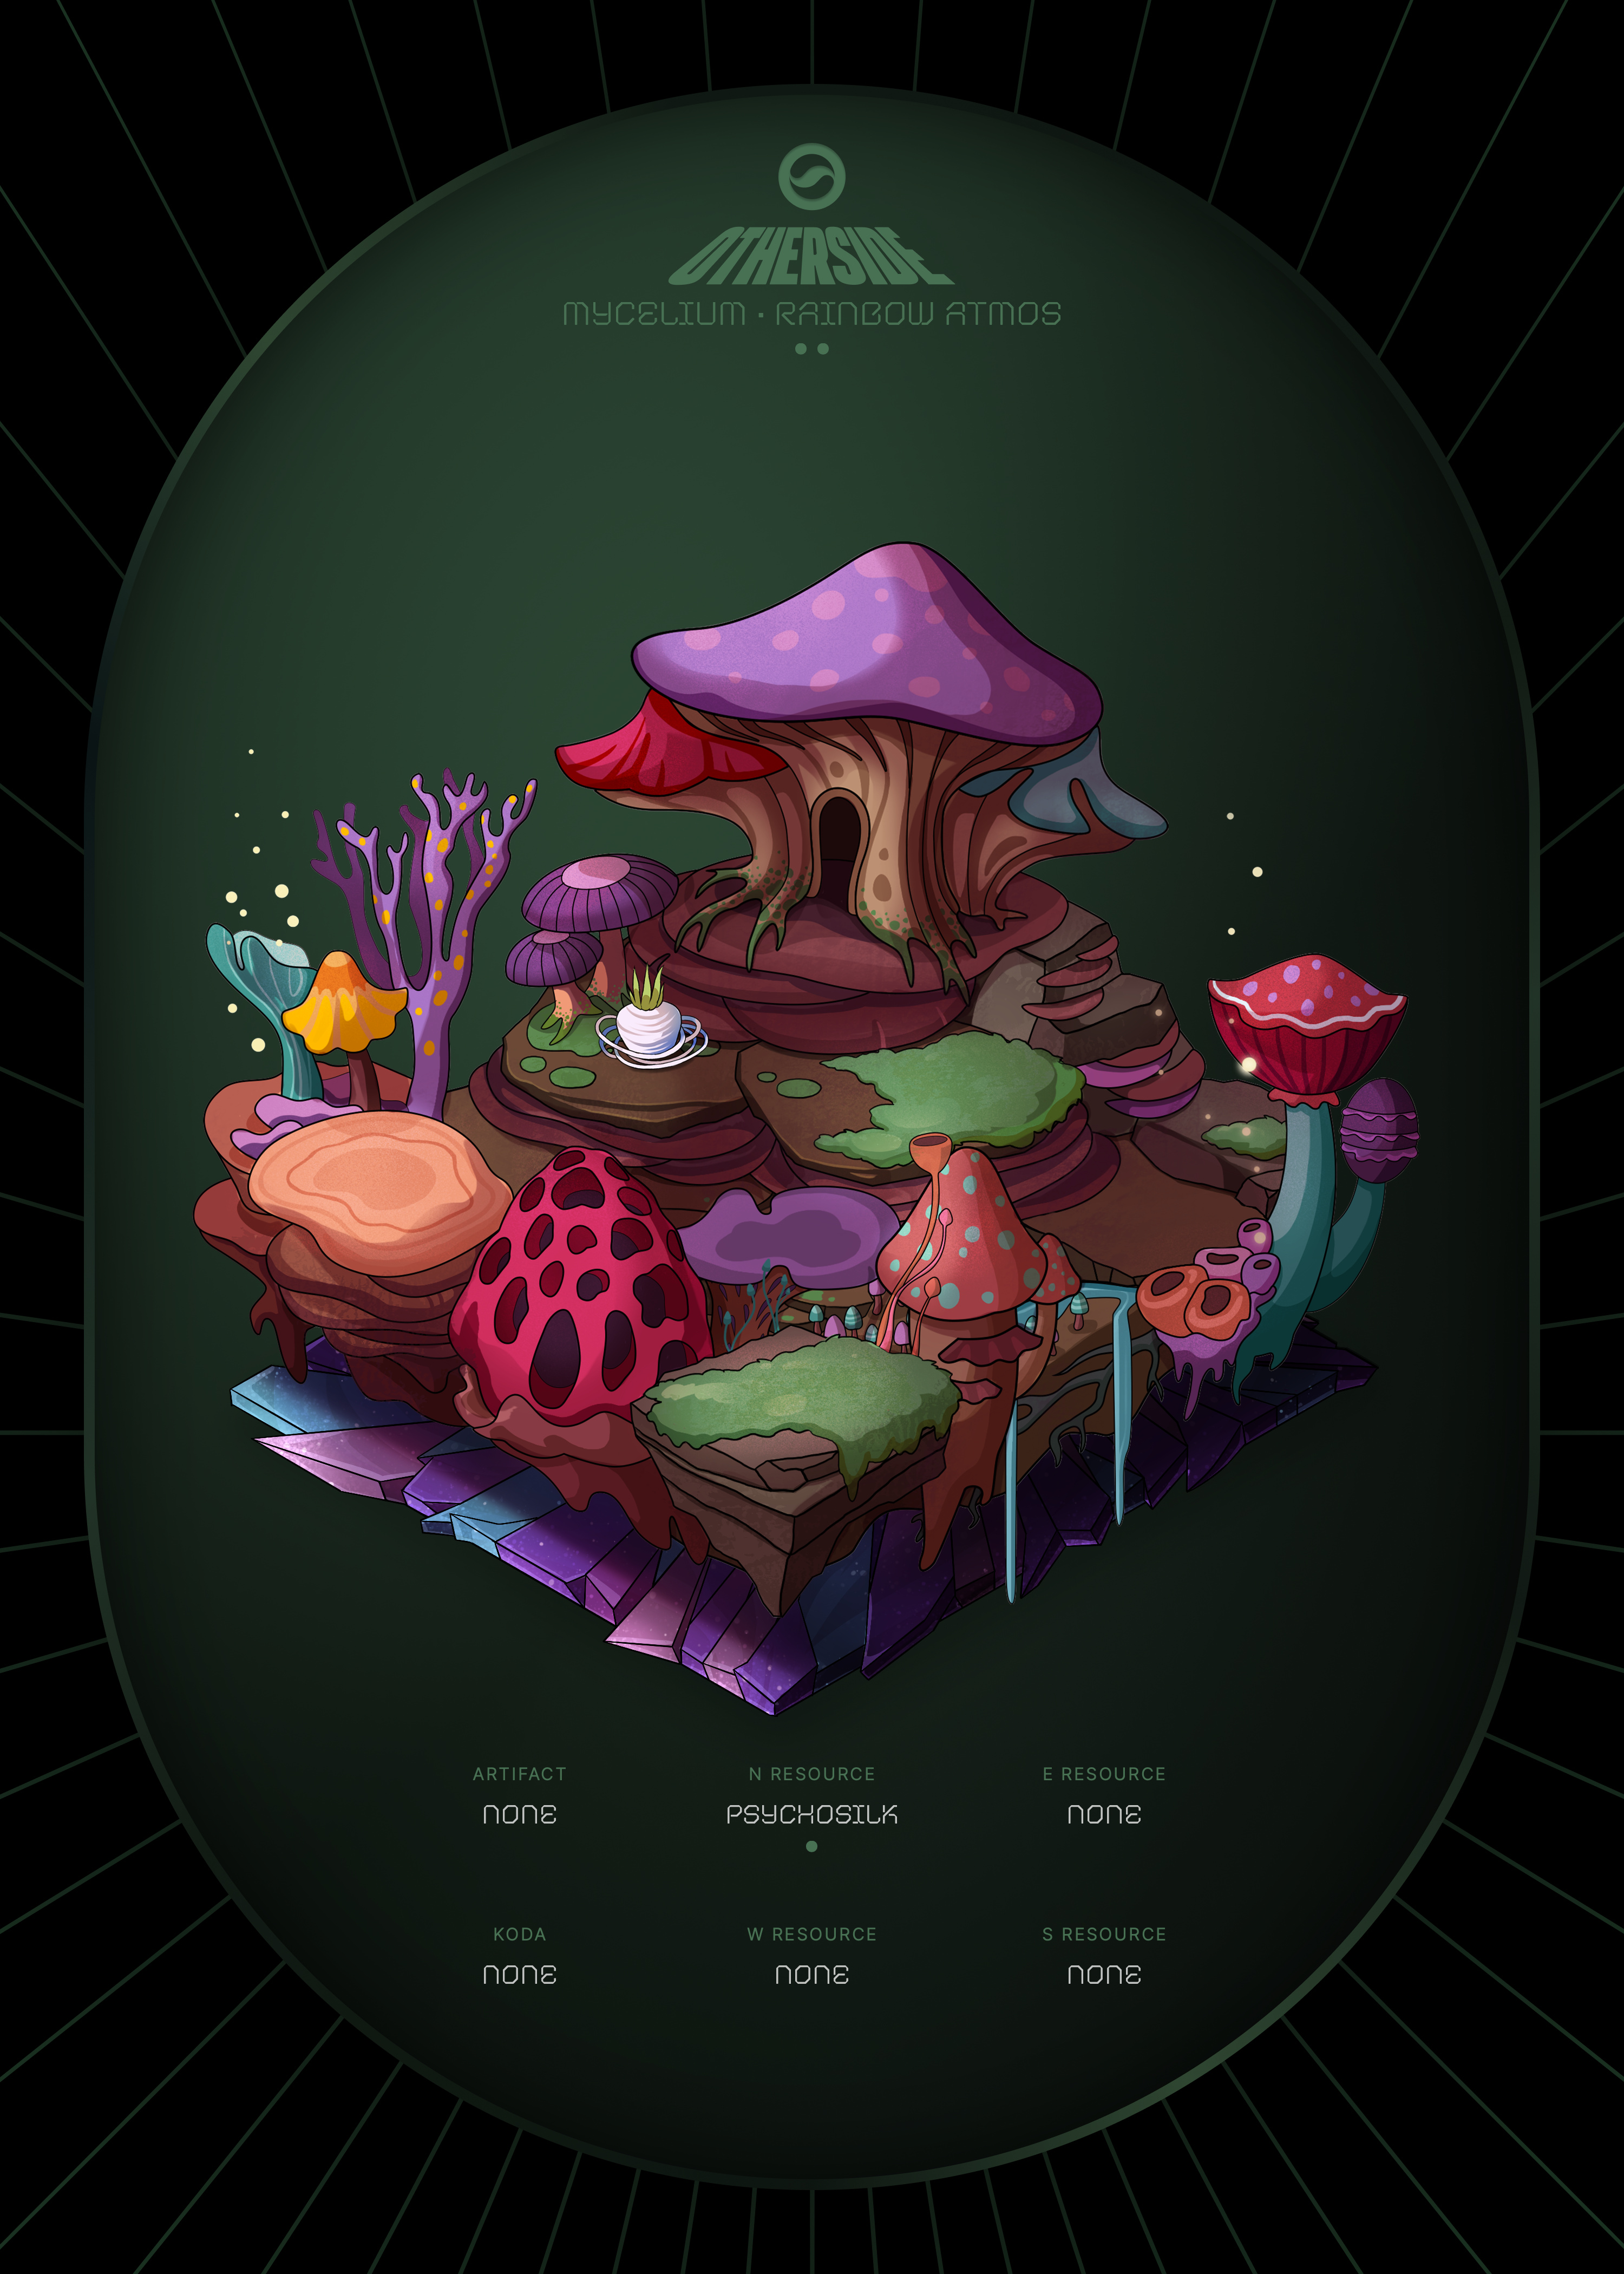 OTHERSIDE
MYCELIUM · RAINBOW ATMOS
ARTIFACT
NONE
N RESOURCE
PSYCHOSILK
E RESOURCE
NONE
KODA
NONE
W RESOURCE
NONE
S RESOURCE
NONE